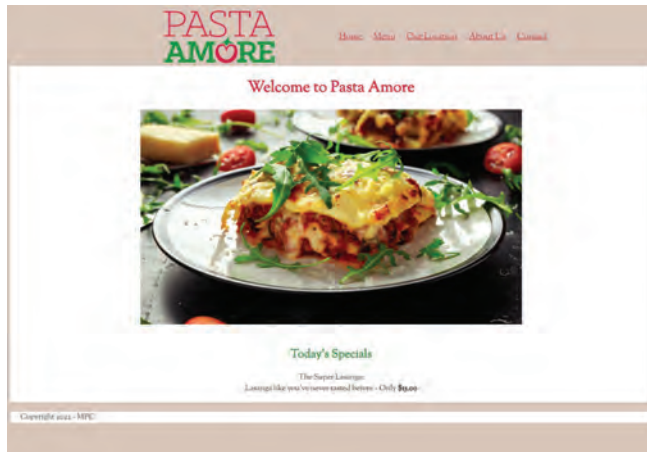 PASTA
AMORE
Home Menu Our Location About Us Contact
Welcome to Pasta Amore
Today's Specials
The Super Lasagna:
Lasagna like you've never tasted before - Only $13.00
Copyright 2022 - MPC